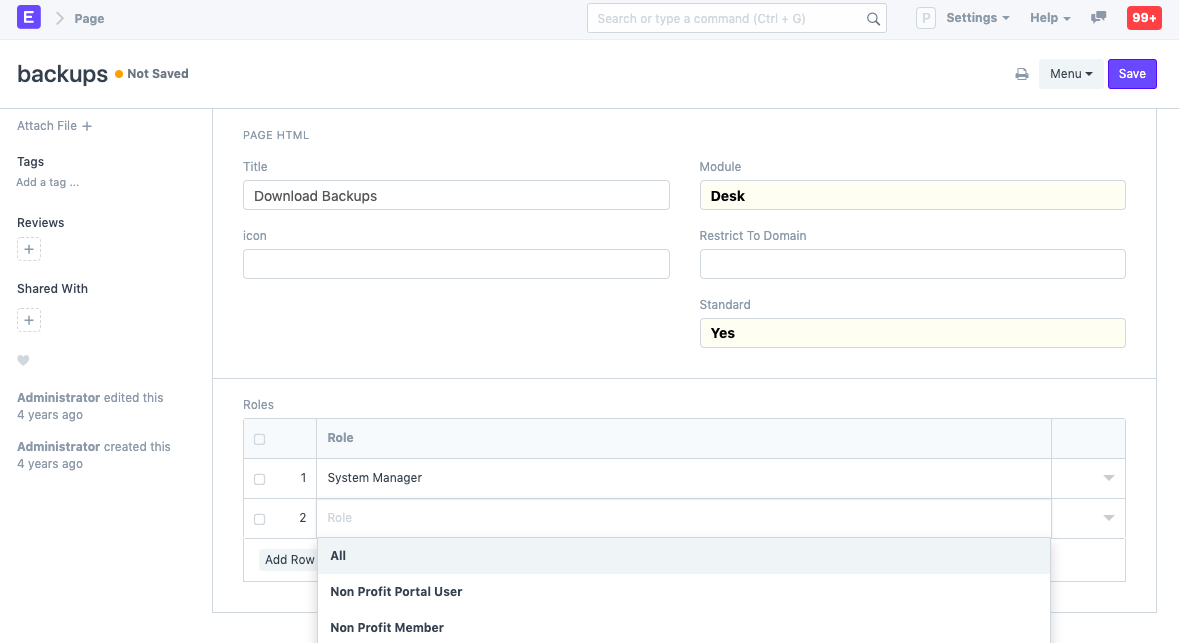 E Page Search or type a command (Ctrl + G) P Settings Help 99+
backups Not Saved Menu Save
Attach File +
Tags
Add a tag ...
Reviews
+
Shared With
+
Administrator edited this
4 years ago
Administrator created this
4 years ago
PAGE HTML
Title
Download Backups
icon
Module
Desk
Restrict To Domain
Standard
Yes
Roles
Role
1 System Manager
2 Role
Add Row
All
Non Profit Portal User
Non Profit Member